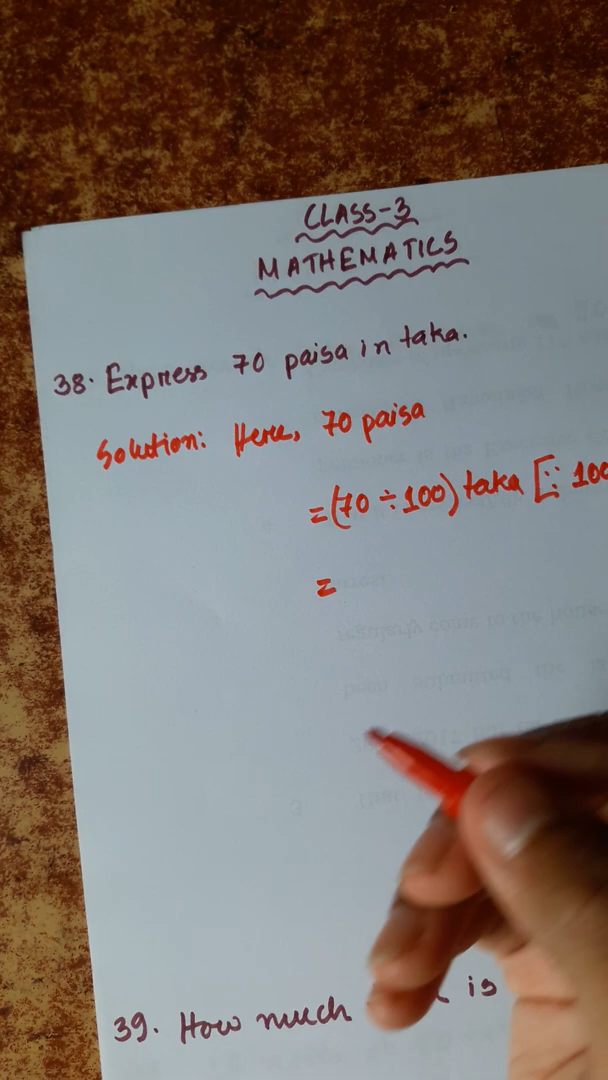 CLASS-3
MATHEMATICS
38. Express 70 paisa in taka.
Solution: Here, 70 paisa
=(70÷100) taka [∵ 100
=
39. How much is